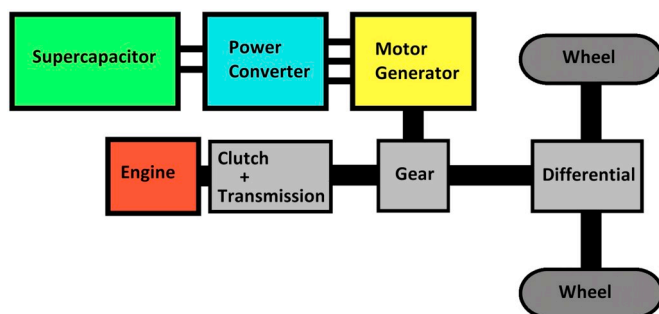 Supercapacitor
Power
Converter
Motor
Generator
Wheel
Engine
Clutch
+
Transmission
Gear
Differential
Wheel